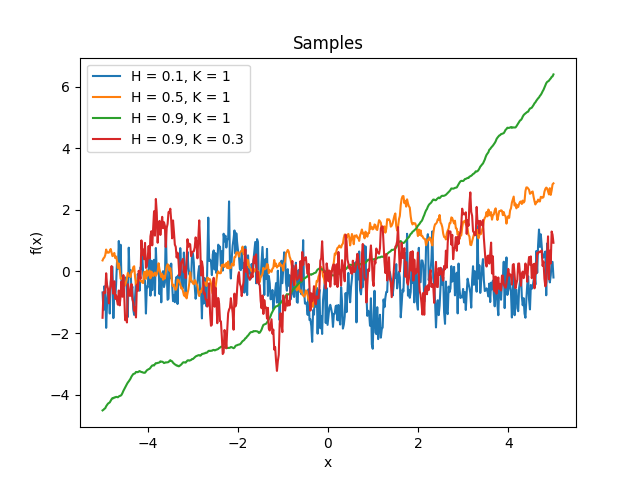 Samples
H = 0.1, K = 1
H = 0.5, K = 1
H = 0.9, K = 1
H = 0.9, K = 0.3
f(x)
6
4
2
0
−2
−4
−4
−2
0
2
4
x